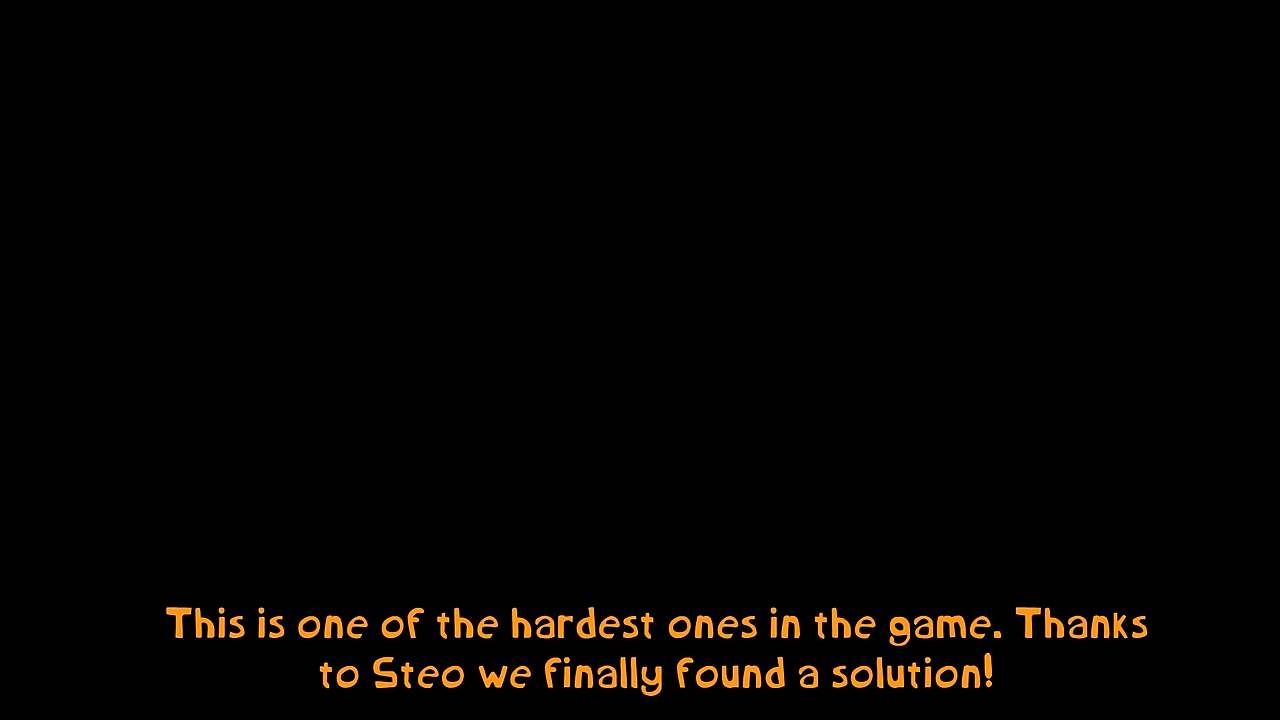 This is one of the hardest ones in the game. Thanks
to Steo we finally found a solution!